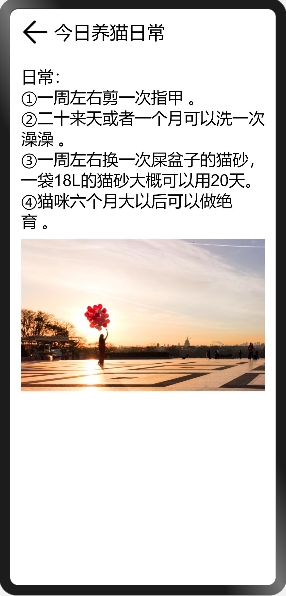 今日养猫日常
日常：
①一周左右剪一次指甲 。
②二十来天或者一个月可以洗一次
澡澡 。
③一周左右换一次屎盆子的猫砂，
一袋18L的猫砂大概可以用20天。
④猫咪六个月大以后可以做绝
育 。